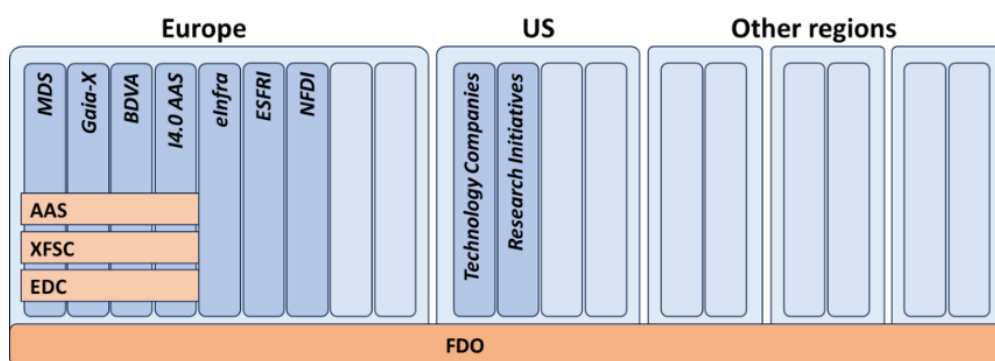 Europe
US
Other regions
MDS
Gaia-X
BDVA
I4.0 AAS
eInfra
ESFRI
NFDI
Technology Companies
Research Initiatives
AAS
XFSC
EDC
FDO